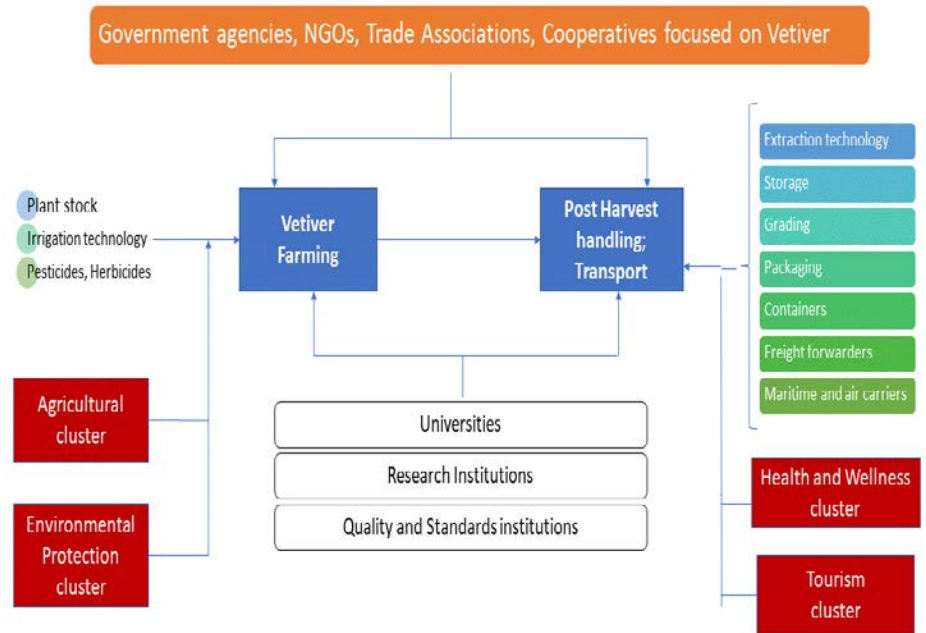 Government agencies, NGOs, Trade Associations, Cooperatives focused on Vetiver
Plant stock
Irrigation technology
Pesticides, Herbicides
Vetiver
Farming
Post Harvest
handling;
Transport
Extraction technology
Storage
Grading
Packaging
Containers
Freight forwarders
Maritime and air carriers
Agricultural
cluster
Environmental
Protection
cluster
Universities
Research Institutions
Quality and Standards institutions
Health and Wellness
cluster
Tourism
cluster